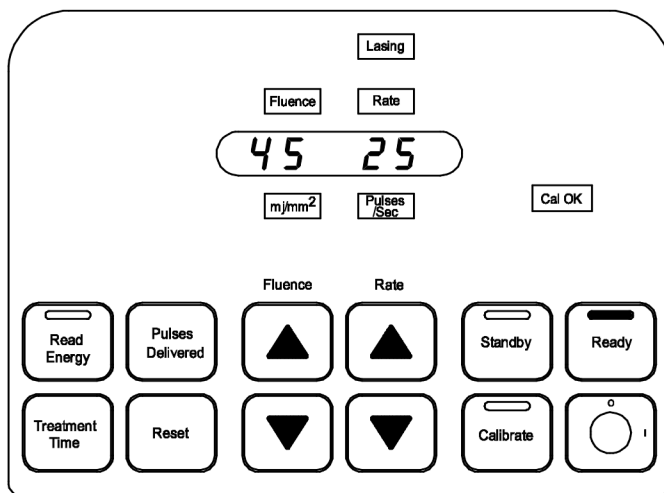 Lasing
Fluence Rate
45 25
mj/mm²
Pulses
/Sec
Cal OK
Fluence Rate
Read
Energy
Pulses
Delivered
Standby
Ready
Treatment
Time
Reset
Calibrate
O
I